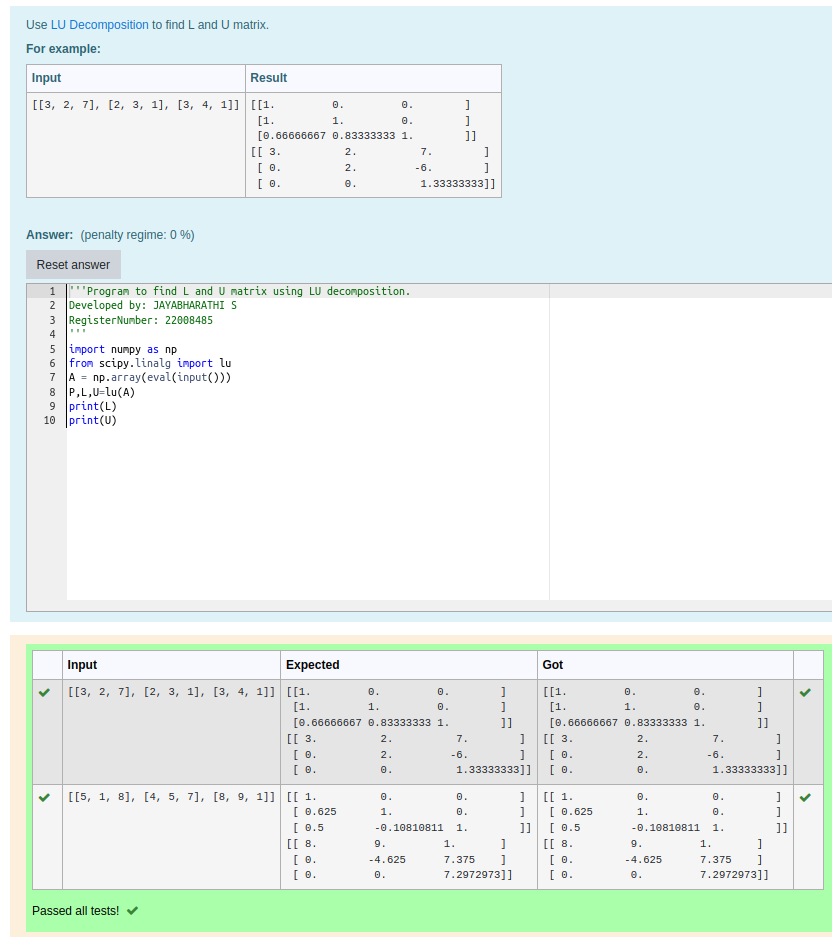 Use LU Decomposition to find L and U matrix.
For example:
Input Result
[[3, 2, 7], [2, 3, 1], [3, 4, 1]] [[1. 0. 0. ]
[1. 1. 0. ]
[0.66666667 0.83333333 1. ]]
[[ 3. 2. 7. ]
[ 0. 2. -6. ]
[ 0. 0. 1.33333333]]
Answer: (penalty regime: 0 %)
Reset answer
1 '''Program to find L and U matrix using LU decomposition.
2 Developed by: JAYABHARATHI S
3 RegisterNumber: 22008485
4 '''
5 import numpy as np
6 from scipy.linalg import lu
7 A = np.array(eval(input()))
8 P,L,U=lu(A)
9 print(L)
10 print(U)
Input Expected Got
[[3, 2, 7], [2, 3, 1], [3, 4, 1]] [[1. 0. 0. ] [[1. 0. 0. ]
[1. 1. 0. ] [1. 1. 0. ]
[0.66666667 0.83333333 1. ]] [0.66666667 0.83333333 1. ]]
[[ 3. 2. 7. ] [[ 3. 2. 7. ]
[ 0. 2. -6. ] [ 0. 2. -6. ]
[ 0. 0. 1.33333333]] [ 0. 0. 1.33333333]]
[[5, 1, 8], [4, 5, 7], [8, 9, 1]] [[ 1. 0. 0. ] [[ 1. 0. 0. ]
[ 0.625 1. 0. ] [ 0.625 1. 0. ]
[ 0.5 -0.10810811 1. ]] [ 0.5 -0.10810811 1. ]]
[[ 8. 9. 1. ] [[ 8. 9. 1. ]
[ 0. -4.625 7.375 ] [ 0. -4.625 7.375 ]
[ 0. 0. 7.2972973]] [ 0. 0. 7.2972973]]
Passed all tests!